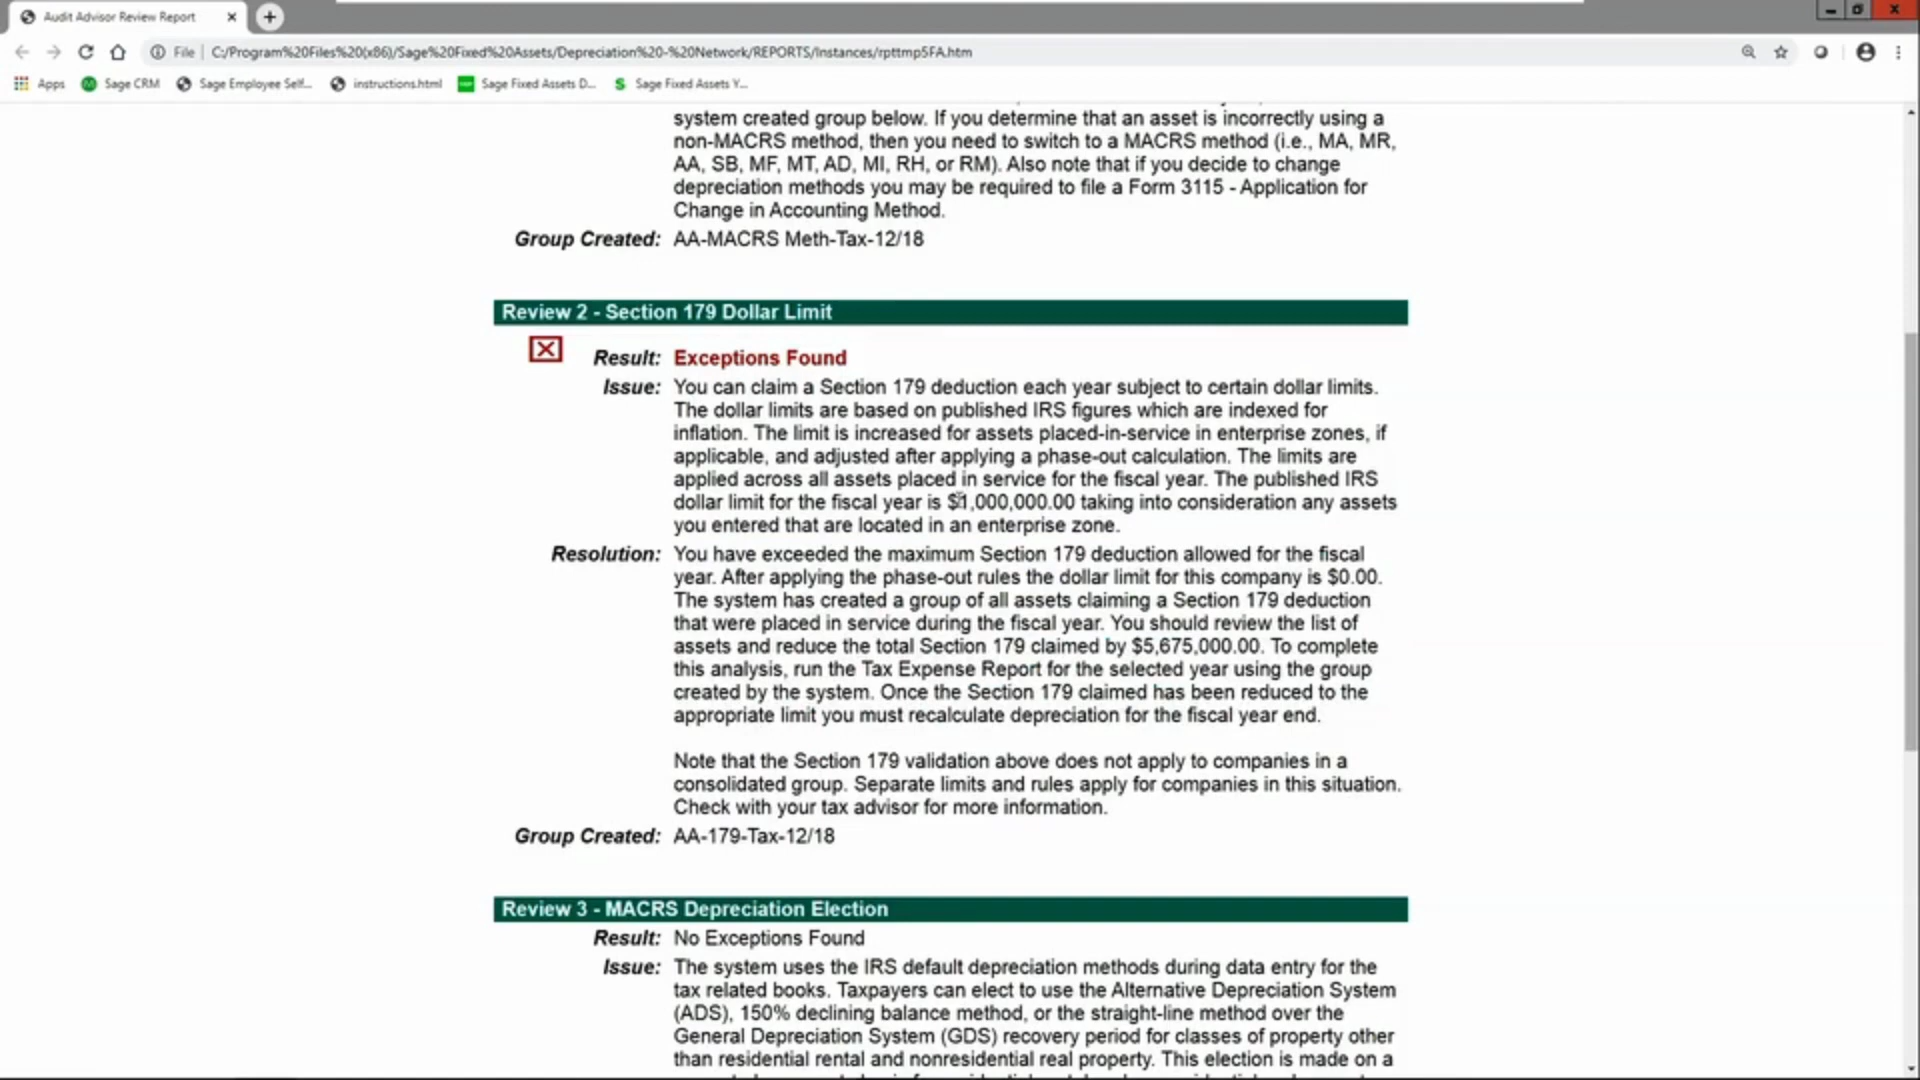 Audit Advisor Review Report
File | C:/Program%20Files%20(x86)/Sage%20Fixed%20Assets/Depreciation%20-%20Network/REPORTS/Instances/rpttmp5FA.htm
Apps Sage CRM Sage Employee Self... instructions.html Sage Fixed Assets D... Sage Fixed Assets Y...
system created group below. If you determine that an asset is incorrectly using a
non-MACRS method, then you need to switch to a MACRS method (i.e., MA, MR,
AA, SB, MF, MT, AD, MI, RH, or RM). Also note that if you decide to change
depreciation methods you may be required to file a Form 3115 - Application for
Change in Accounting Method.
Group Created: AA-MACRS Meth-Tax-12/18
Review 2 - Section 179 Dollar Limit
Result: Exceptions Found
Issue: You can claim a Section 179 deduction each year subject to certain dollar limits.
The dollar limits are based on published IRS figures which are indexed for
inflation. The limit is increased for assets placed-in-service in enterprise zones, if
applicable, and adjusted after applying a phase-out calculation. The limits are
applied across all assets placed in service for the fiscal year. The published IRS
dollar limit for the fiscal year is $1,000,000.00 taking into consideration any assets
you entered that are located in an enterprise zone.
Resolution: You have exceeded the maximum Section 179 deduction allowed for the fiscal
year. After applying the phase-out rules the dollar limit for this company is $0.00.
The system has created a group of all assets claiming a Section 179 deduction
that were placed in service during the fiscal year. You should review the list of
assets and reduce the total Section 179 claimed by $5,675,000.00. To complete
this analysis, run the Tax Expense Report for the selected year using the group
created by the system. Once the Section 179 claimed has been reduced to the
appropriate limit you must recalculate depreciation for the fiscal year end.
Note that the Section 179 validation above does not apply to companies in a
consolidated group. Separate limits and rules apply for companies in this situation.
Check with your tax advisor for more information.
Group Created: AA-179-Tax-12/18
Review 3 - MACRS Depreciation Election
Result: No Exceptions Found
Issue: The system uses the IRS default depreciation methods during data entry for the
tax related books. Taxpayers can elect to use the Alternative Depreciation System
(ADS), 150% declining balance method, or the straight-line method over the
General Depreciation System (GDS) recovery period for classes of property other
than residential rental and nonresidential real property. This election is made on a